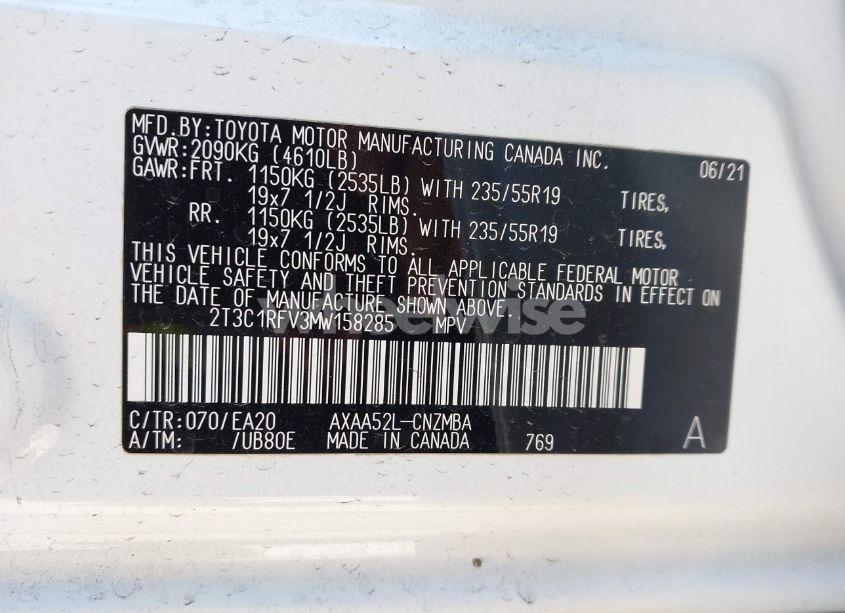 MFD.BY:TOYOTA MOTOR MANUFACTURING CANADA INC.
GVWR:2090KG (4610LB) 06/21
GAWR:FRT. 1150KG (2535LB) WITH 235/55R19 TIRES,
19x7 1/2J RIMS.
RR. 1150KG (2535LB) WITH 235/55R19 TIRES,
19x7 1/2J RIMS.
THIS VEHICLE CONFORMS TO ALL APPLICABLE FEDERAL MOTOR
VEHICLE SAFETY AND THEFT PREVENTION STANDARDS IN EFFECT ON
THE DATE OF MANUFACTURE SHOWN ABOVE.
wheelwise
2T3C1RFV3MW158285 MPV
C/TR:070/EA20 AXAA52L-CNZMBA
A/TM: /UB80E MADE IN CANADA 769 A